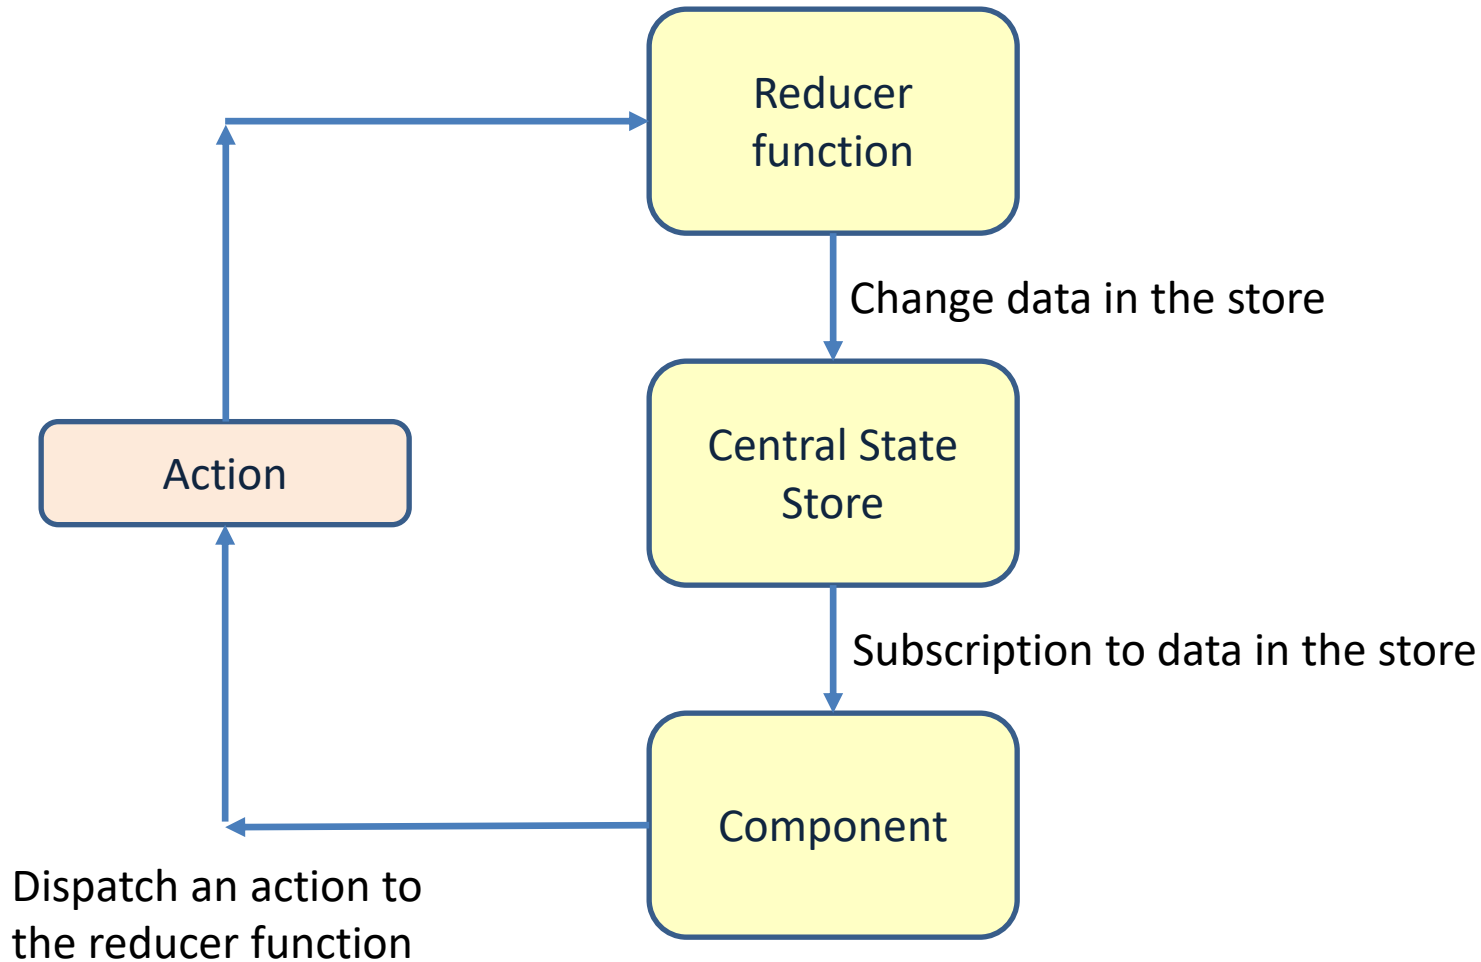 Reducer
function
Change data in the store
Action
Central State
Store
Subscription to data in the store
Component
Dispatch an action to
the reducer function